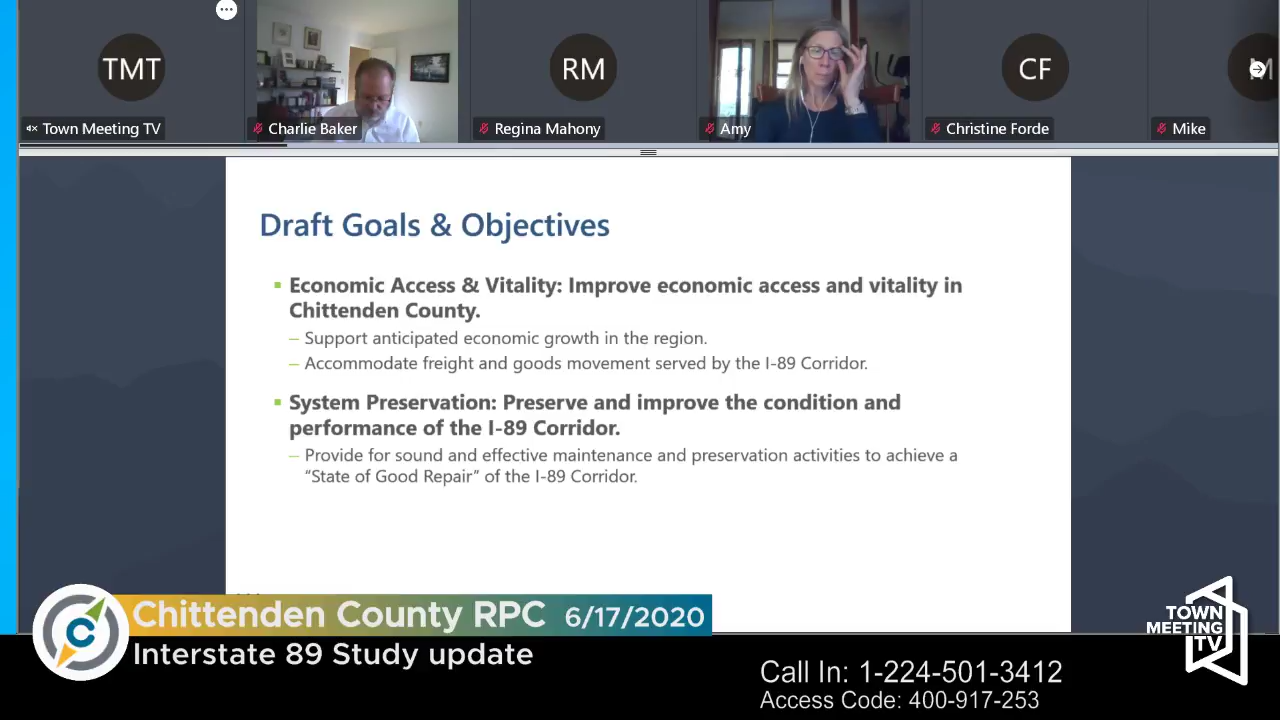 TMT
RM
CF
Town Meeting TV
Charlie Baker
Regina Mahony
Amy
Christine Forde
Mike
Draft Goals & Objectives
Economic Access & Vitality: Improve economic access and vitality in
Chittenden County.
– Support anticipated economic growth in the region.
– Accommodate freight and goods movement served by the I-89 Corridor.
System Preservation: Preserve and improve the condition and
performance of the I-89 Corridor.
– Provide for sound and effective maintenance and preservation activities to achieve a
“State of Good Repair” of the I-89 Corridor.
C
Chittenden County RPC 6/17/2020
Interstate 89 Study update
Call In: 1-224-501-3412
Access Code: 400-917-253
TOWN
MEETING
TV